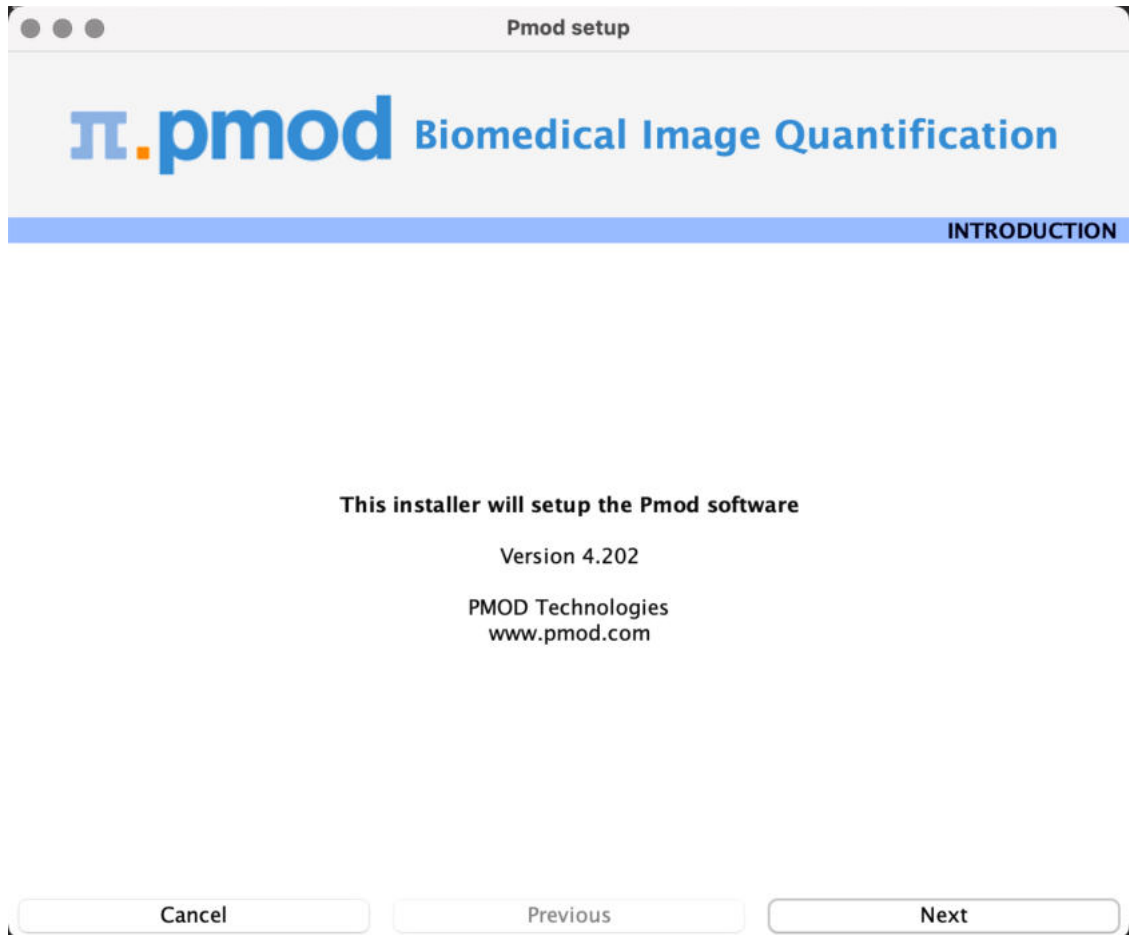 Pmod setup
π.pmod Biomedical Image Quantification
INTRODUCTION
This installer will setup the Pmod software
Version 4.202
PMOD Technologies
www.pmod.com
Cancel Previous Next